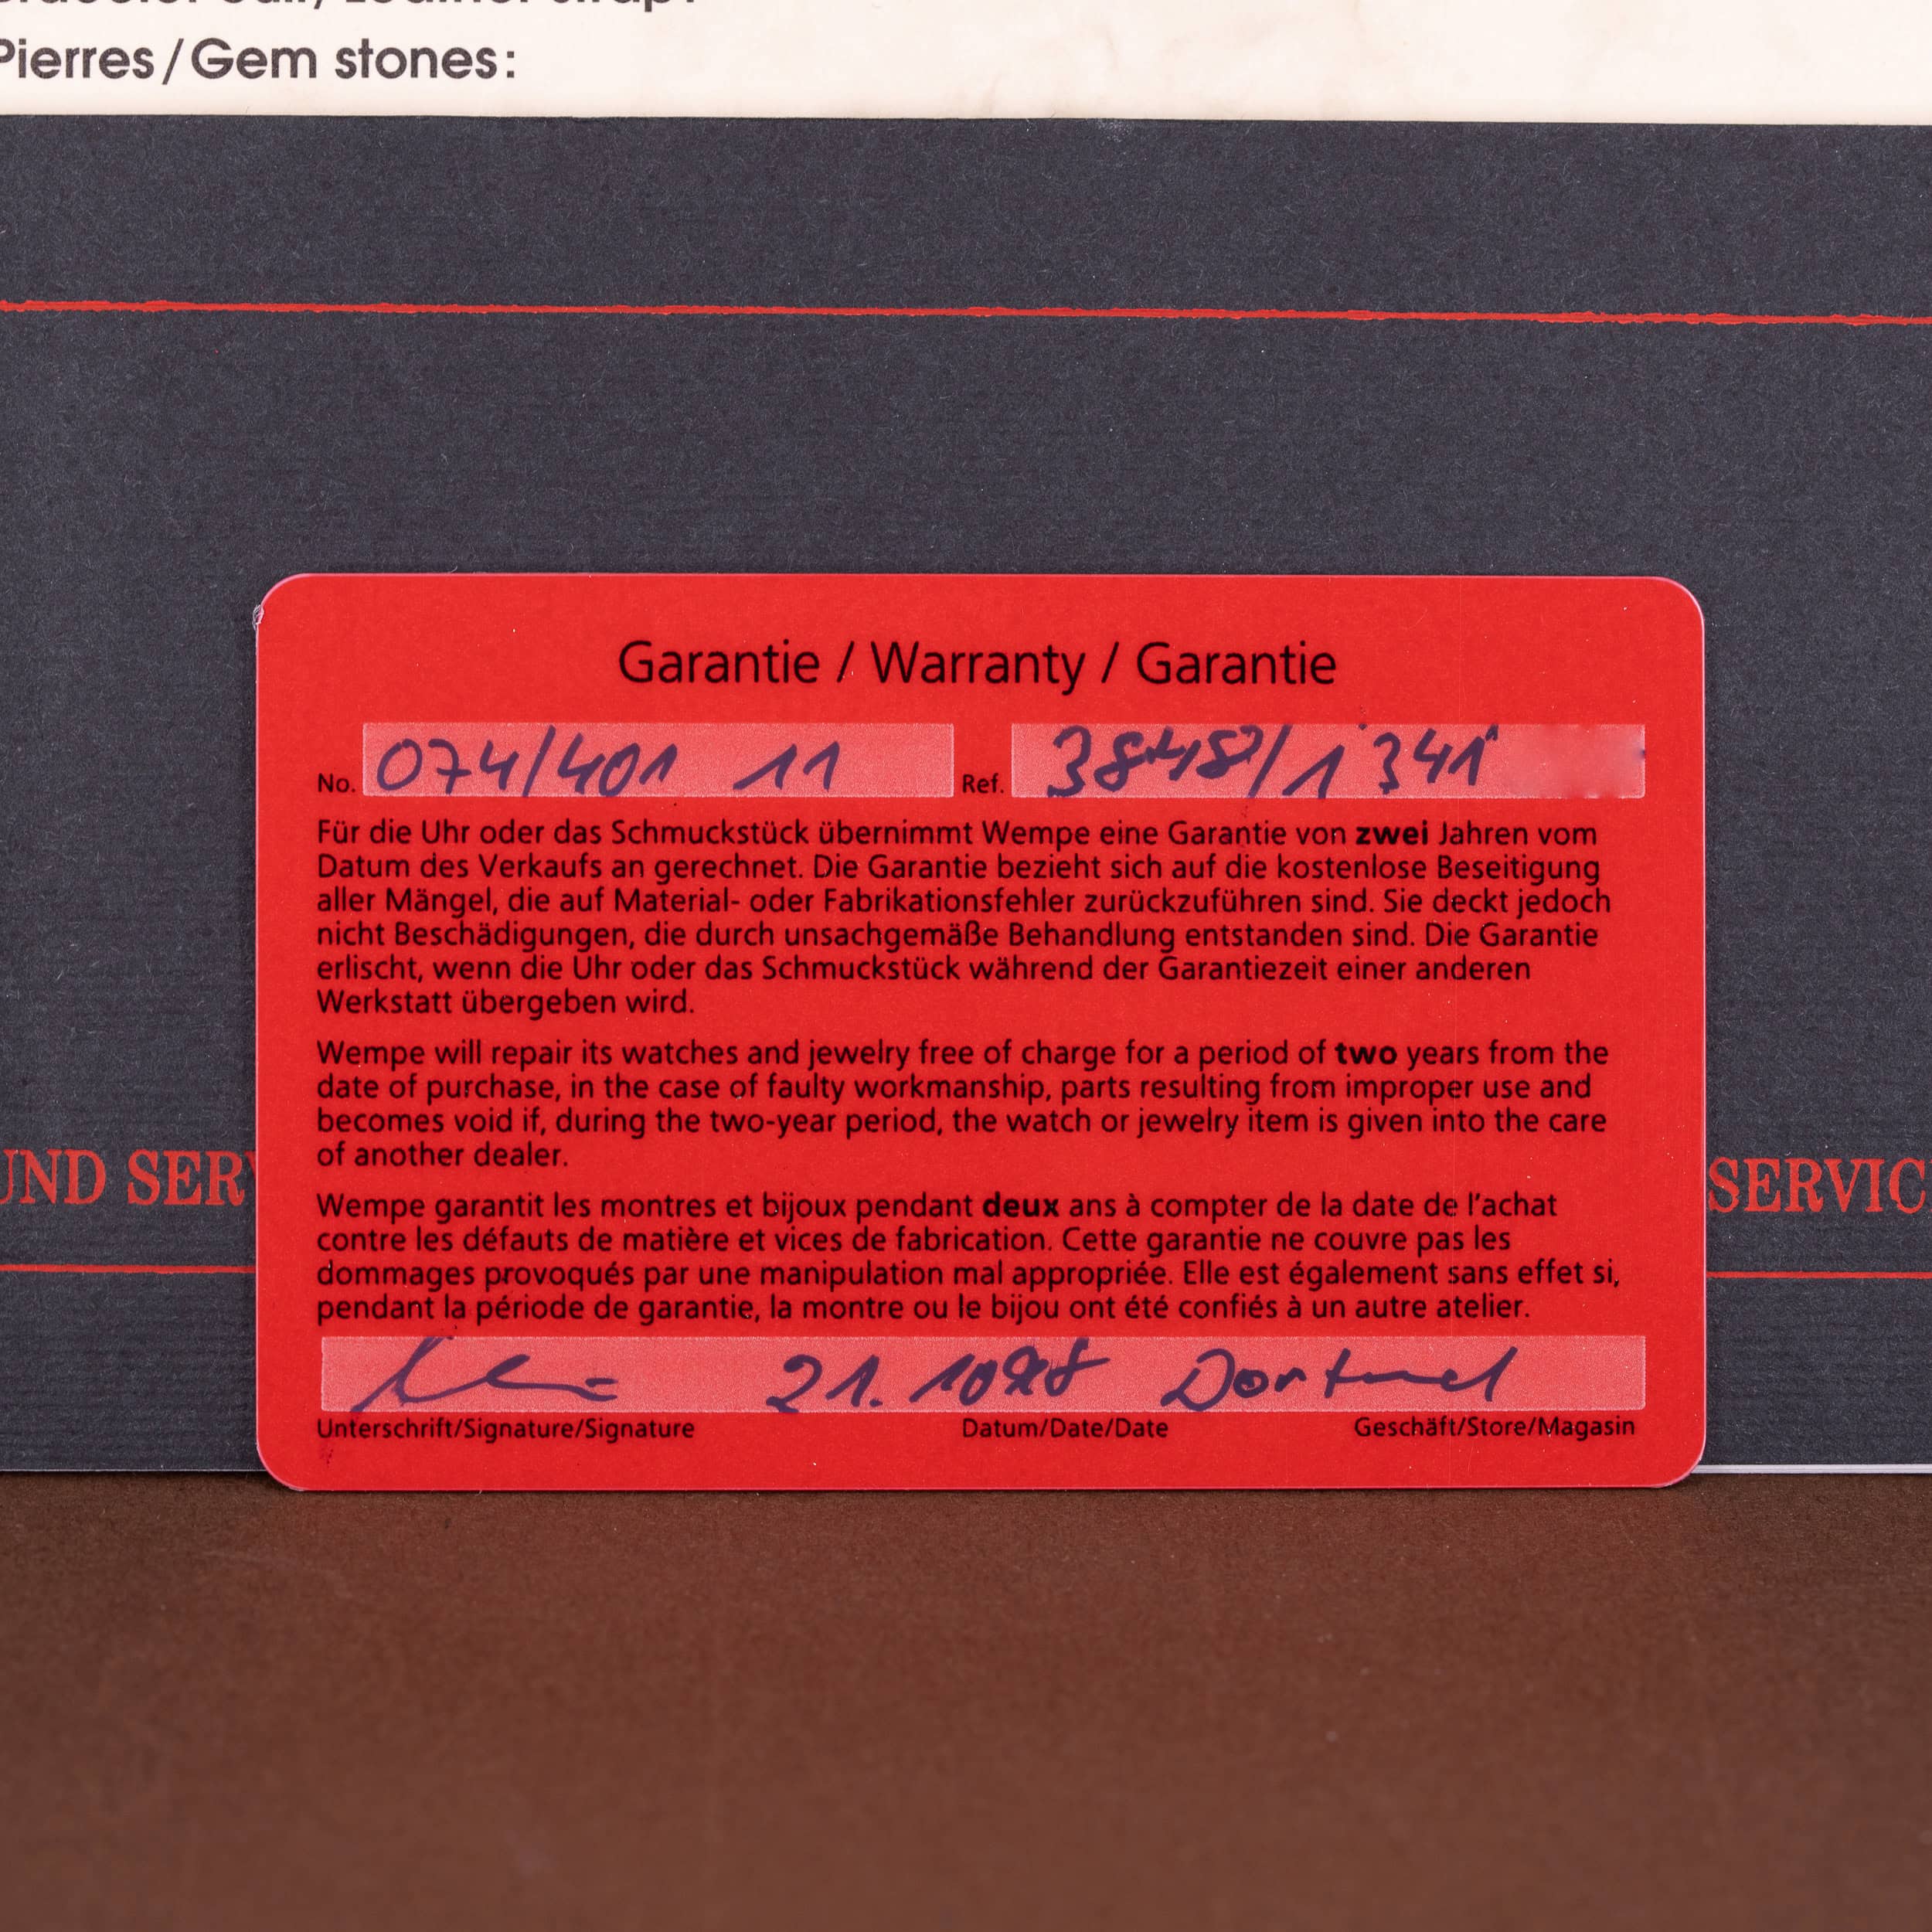 Pierres / Gem stones:
Garantie / Warranty / Garantie
No. 074/401 11 Ref. 3848/1 341
Für die Uhr oder das Schmuckstück übernimmt Wempe eine Garantie von zwei Jahren vom
Datum des Verkaufs an gerechnet. Die Garantie bezieht sich auf die kostenlose Beseitigung
aller Mängel, die auf Material- oder Fabrikationsfehler zurückzuführen sind. Sie deckt jedoch
nicht Beschädigungen, die durch unsachgemäße Behandlung entstanden sind. Die Garantie
erlischt, wenn die Uhr oder das Schmuckstück während der Garantiezeit einer anderen
Werkstatt übergeben wird.
Wempe will repair its watches and jewelry free of charge for a period of two years from the
date of purchase, in the case of faulty workmanship, parts resulting from improper use and
becomes void if, during the two-year period, the watch or jewelry item is given into the care
of another dealer.
Wempe garantit les montres et bijoux pendant deux ans à compter de la date de l'achat
contre les défauts de matière et vices de fabrication. Cette garantie ne couvre pas les
dommages provoqués par une manipulation mal appropriée. Elle est également sans effet si,
pendant la période de garantie, la montre ou le bijou ont été confiés à un autre atelier.
21. 10 98 Dortmund
Unterschrift/Signature/Signature Datum/Date/Date Geschäft/Store/Magasin
UND SERV
SERVIC